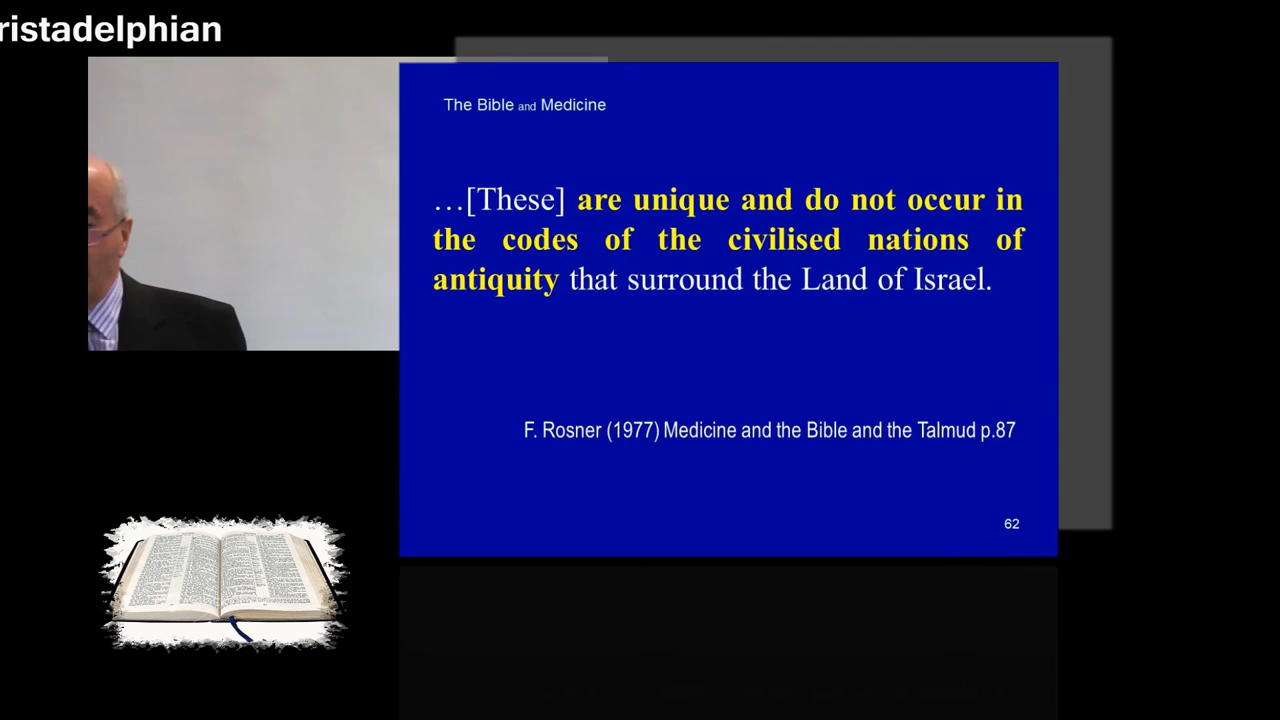 ristadelphian
The Bible and Medicine
…[These] are unique and do not occur in
the codes of the civilised nations of
antiquity that surround the Land of Israel.
F. Rosner (1977) Medicine and the Bible and the Talmud p.87
62